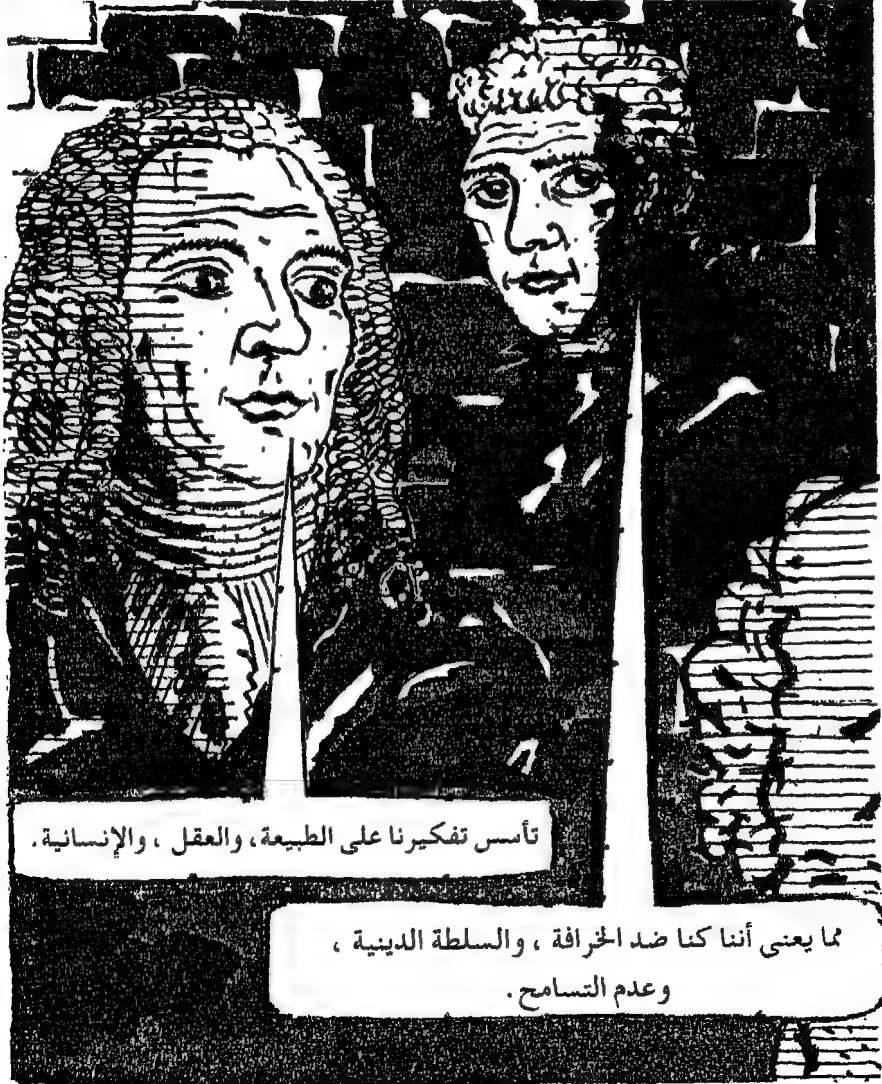 تأسس تفكيرنا على الطبيعة، والعقل ، والإنسانية.
مما يعنى أننا كنا ضد الخرافة ، والسلطة الدينية ،
وعدم التسامح.